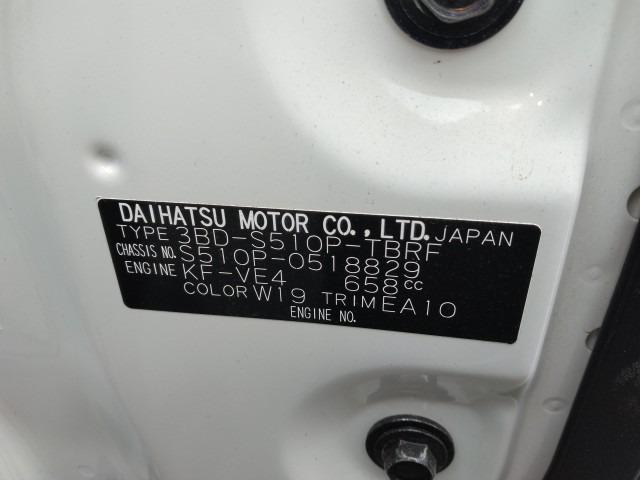 DAIHATSU MOTOR CO., LTD. JAPAN
TYPE 3BD-S510P-TBRF
CHASSIS NO. S510P-0518829
ENGINE KF-VE4 658cc
COLOR W19 TRIM EA10
ENGINE NO.